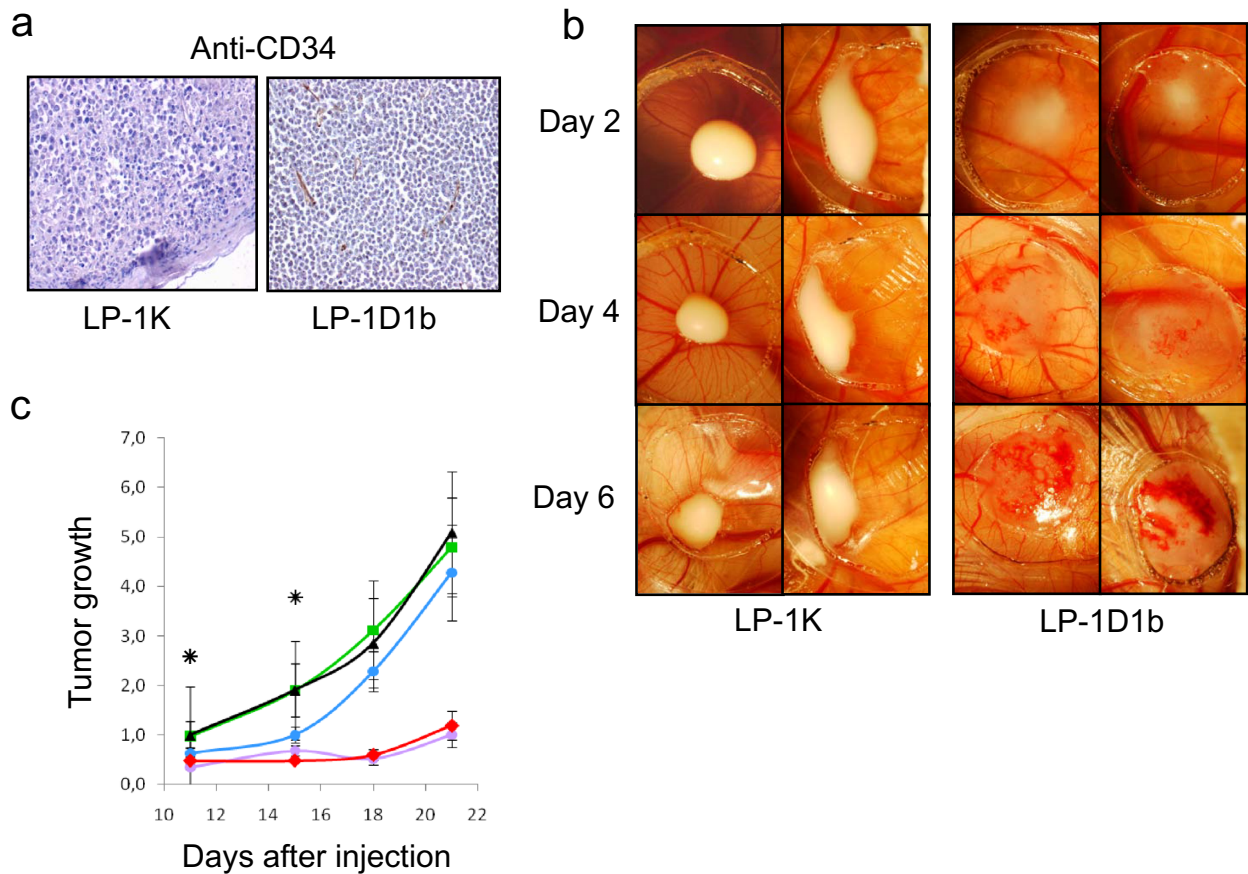 a
Anti-CD34
LP-1K
LP-1D1b
b
Day 2
Day 4
Day 6
LP-1K
LP-1D1b
c
Tumor growth
7,0
6,0
5,0
4,0
3,0
2,0
1,0
0,0
10 12 14 16 18 20 22
* *
Days after injection